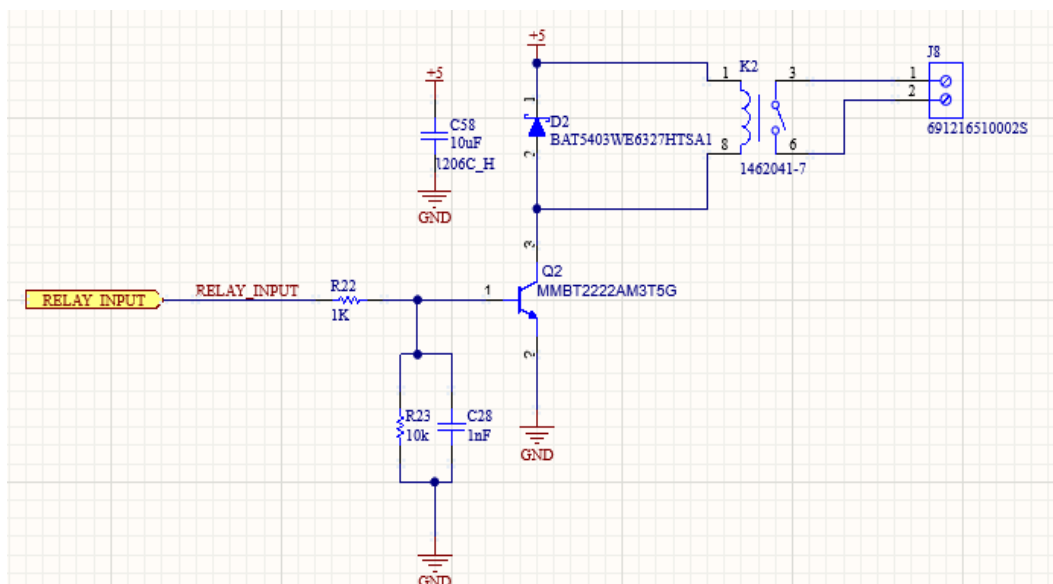 +5
J8
K2
+5
1
3
1
1
2
C58
D2
10uF
BAT5403WE6327HTSA1
691216510002S
1206C_H
2
8
6
1462041-7
GND
3
Q2
RELAY_INPUT
RELAY_INPUT
R22
1
MMBT2222AM3T5G
1K
2
R23
C28
10k
1nF
GND
GND